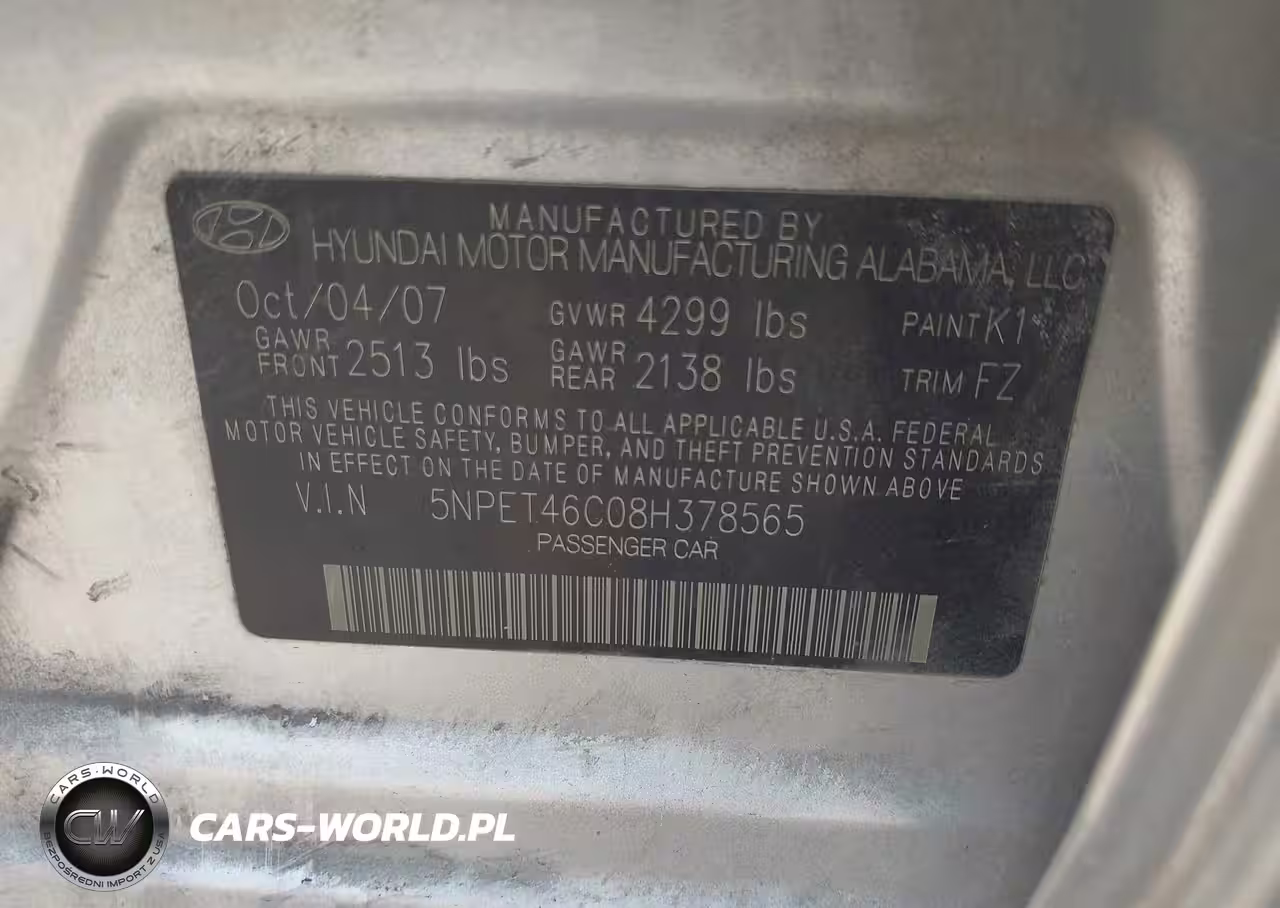 MANUFACTURED BY
HYUNDAI MOTOR MANUFACTURING ALABAMA, LLC
Oct/04/07 GVWR 4299 lbs PAINT K1
GAWR FRONT 2513 lbs GAWR REAR 2138 lbs TRIM FZ
THIS VEHICLE CONFORMS TO ALL APPLICABLE U.S.A. FEDERAL
MOTOR VEHICLE SAFETY, BUMPER, AND THEFT PREVENTION STANDARDS
IN EFFECT ON THE DATE OF MANUFACTURE SHOWN ABOVE
V.I.N 5NPET46C08H378565
PASSENGER CAR
CARS-WORLD
CW
BEZPOŚREDNI IMPORT Z USA
CARS-WORLD.PL